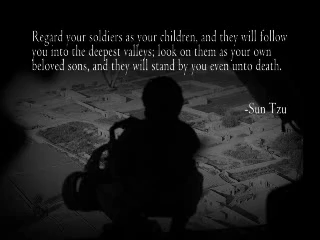 Regard your soldiers as your children, and they will follow
you into the deepest valleys; look on them as your own
beloved sons, and they will stand by you even unto death.
-Sun Tzu